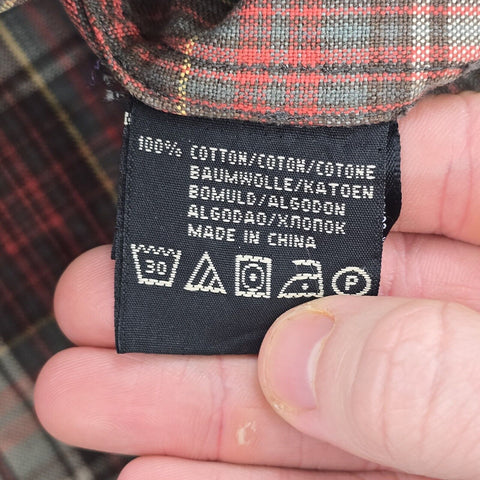 100% COTTON/COTON/COTONE
BAUMWOLLE/KATOEN
BOMULD/ALGODON
ALGODAO/ХЛОПОК
MADE IN CHINA
30 P